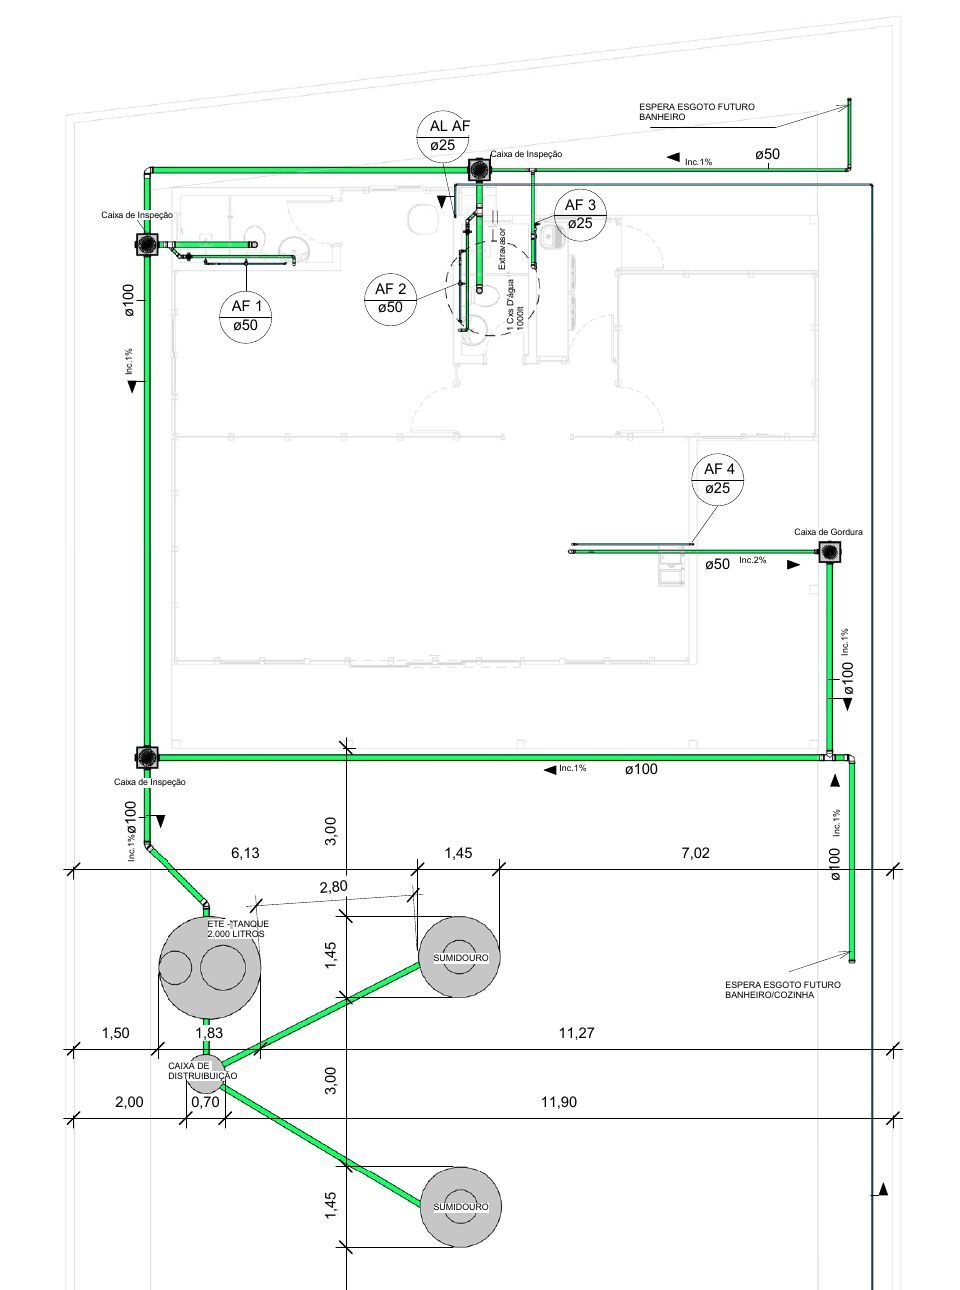 ESPERA ESGOTO FUTURO
BANHEIRO
AL AF
ø25
Caixa de Inspeção
Inc.1%
ø50
Caixa de Inspeção
AF 3
ø25
Extravasor
AF 1
ø50
AF 2
ø50
1 Cxs D'água
1000lt
ø100
Inc.1%
AF 4
ø25
Caixa de Gordura
ø50
Inc.2%
Inc.1%
ø100
Caixa de Inspeção
Inc.1%
ø100
ø100
Inc.1%
3,00
Inc.1%
ø100
6,13
1,45
7,02
2,80
ETE - TANQUE
2.000 LITROS
1,45
SUMIDOURO
ESPERA ESGOTO FUTURO
BANHEIRO/COZINHA
1,50
1,83
11,27
CAIXA DE
DISTRUIBUIÇÃO
3,00
2,00
0,70
11,90
1,45
SUMIDOURO